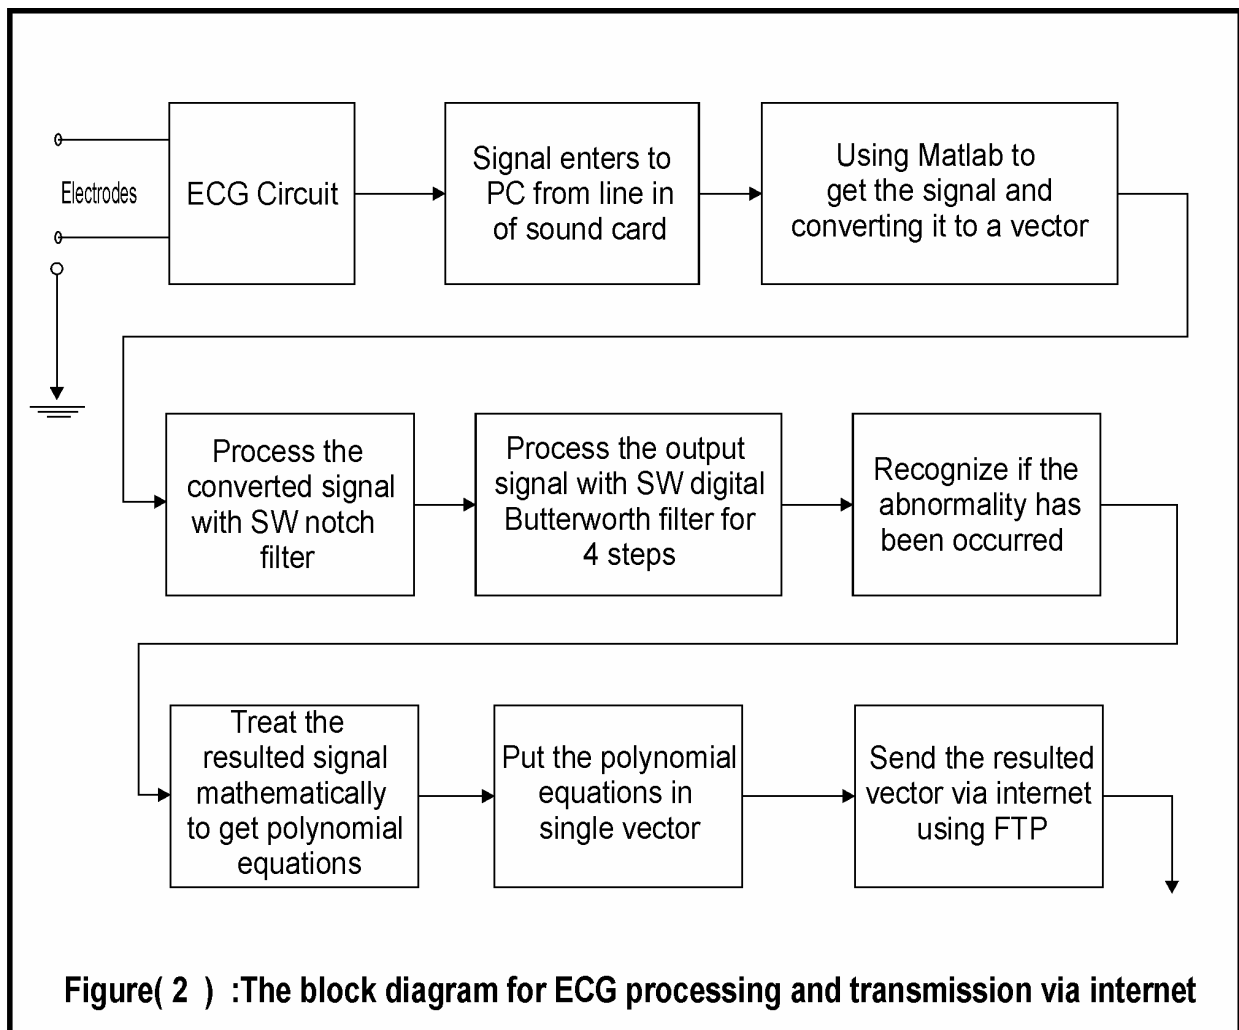 Electrodes
ECG Circuit
Signal enters to
PC from line in
of sound card
Using Matlab to
get the signal and
converting it to a vector
Process the
converted signal
with SW notch
filter
Process the output
signal with SW digital
Butterworth filter for
4 steps
Recognize if the
abnormality has
been occurred
Treat the
resulted signal
mathematically
to get polynomial
equations
Put the polynomial
equations in
single vector
Send the resulted
vector via internet
using FTP
Figure( 2 ) :The block diagram for ECG processing and transmission via internet